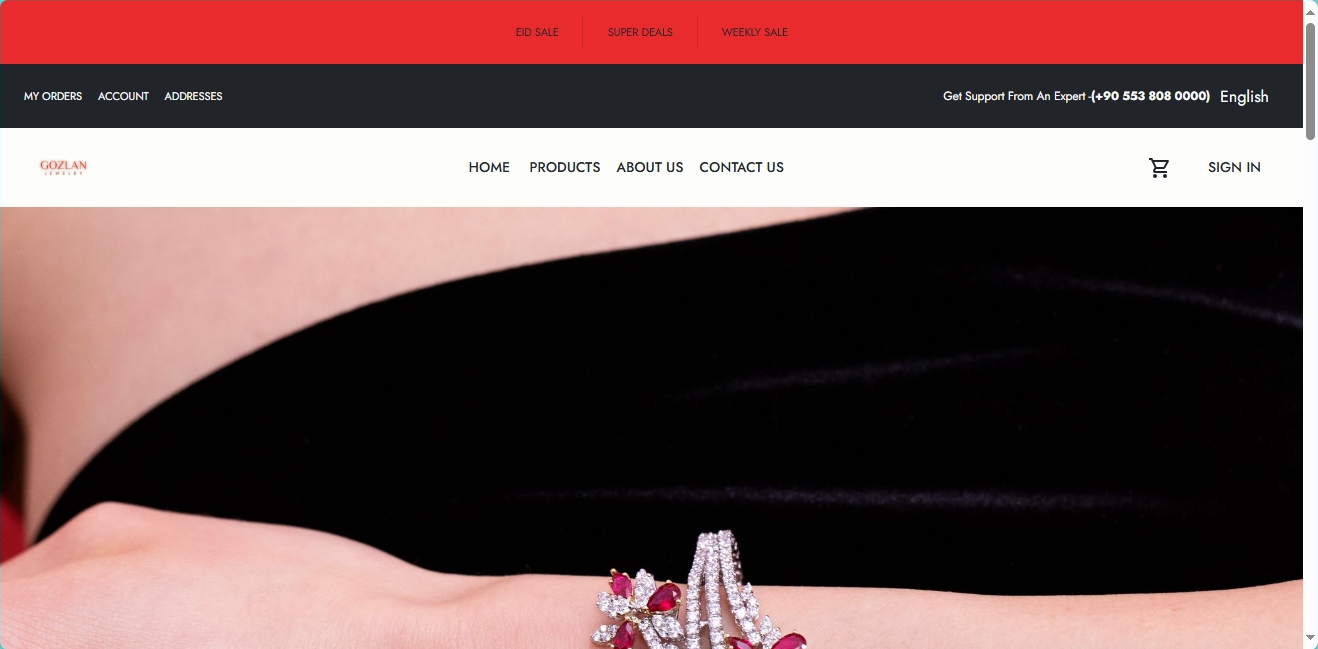 EID SALE SUPER DEALS WEEKLY SALE
MY ORDERS ACCOUNT ADDRESSES Get Support From An Expert -(+90 553 808 0000) English
GOZLAN
JEWELRY
HOME PRODUCTS ABOUT US CONTACT US SIGN IN